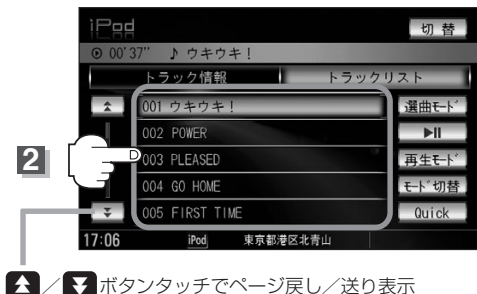 iPod 切 替
00'37" ♪ ウキウキ!
トラック情報 トラックリスト
001 ウキウキ! 選曲モード
002 POWER ▶II
2 003 PLEASED 再生モード
004 GO HOME モード切替
005 FIRST TIME Quick
17:06 iPod 東京都港区北青山
/ ボタンタッチでページ戻し/送り表示